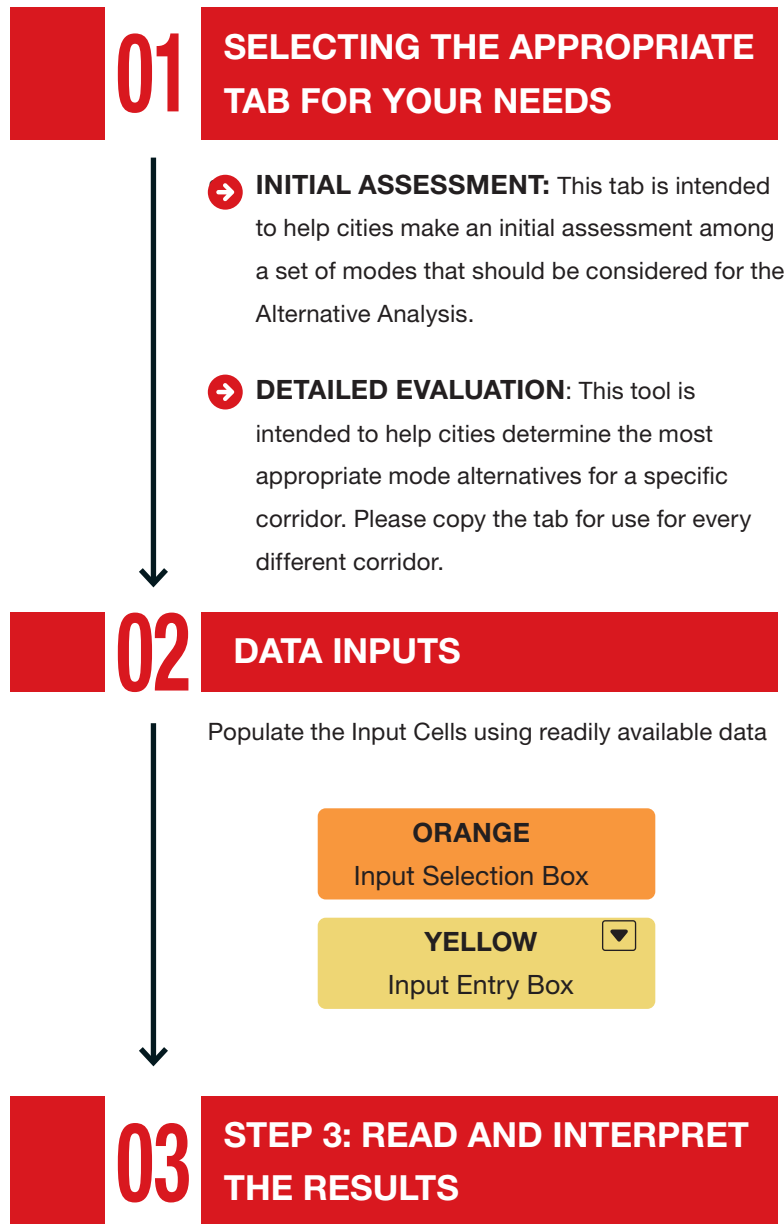 01
SELECTING THE APPROPRIATE
TAB FOR YOUR NEEDS
INITIAL ASSESSMENT: This tab is intended
to help cities make an initial assessment among
a set of modes that should be considered for the
Alternative Analysis.
DETAILED EVALUATION: This tool is
intended to help cities determine the most
appropriate mode alternatives for a specific
corridor. Please copy the tab for use for every
different corridor.
02
DATA INPUTS
Populate the Input Cells using readily available data
ORANGE
Input Selection Box
YELLOW
Input Entry Box
03
STEP 3: READ AND INTERPRET
THE RESULTS